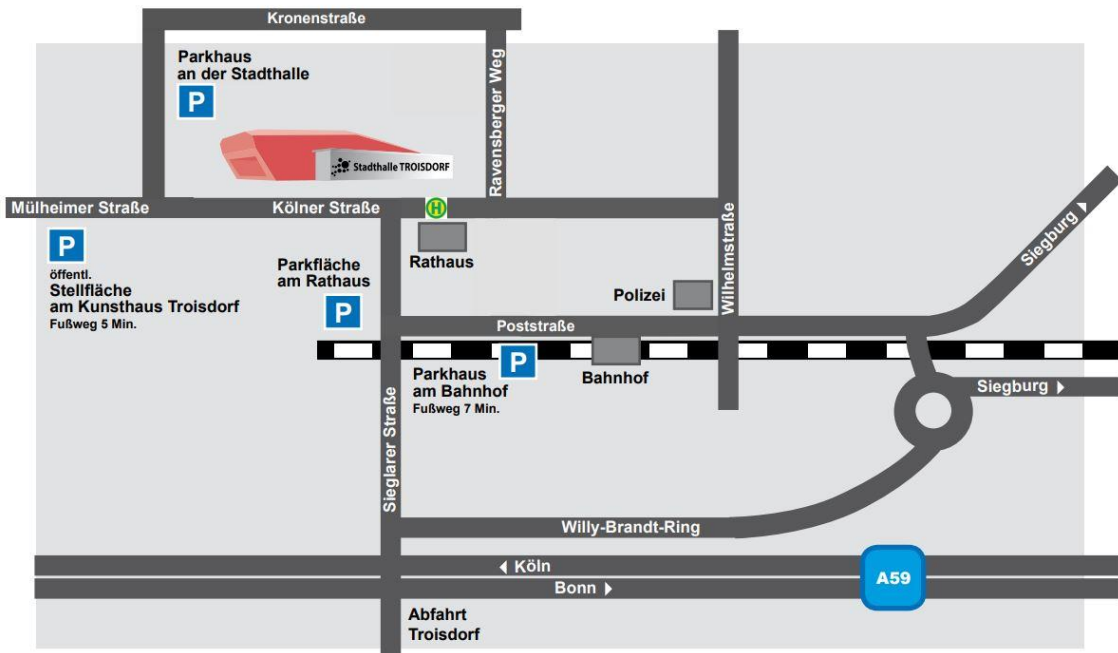 Kronenstraße
Parkhaus
an der Stadthalle
P
Ravensberger Weg
Stadthalle TROISDORF
Mülheimer Straße
Kölner Straße
H
Wilhelmstraße
Siegburg
P
öffentl.
Stellfläche
am Kunsthaus Troisdorf
Fußweg 5 Min.
Parkfläche
am Rathaus
P
Rathaus
Polizei
Poststraße
P
Parkhaus
am Bahnhof
Fußweg 7 Min.
Bahnhof
Siegburg
Sieglarer Straße
Willy-Brandt-Ring
Köln
Bonn
A59
Abfahrt
Troisdorf